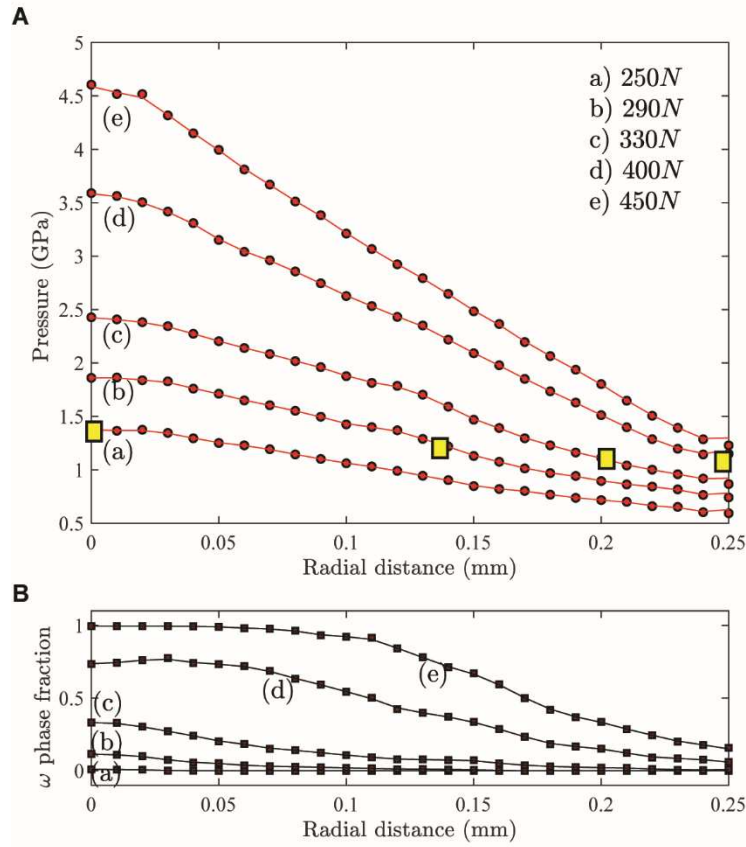 A
5
4.5
4
3.5
3
2.5
2
1.5
1
0.5
Pressure (GPa)
a) 250N
b) 290N
c) 330N
d) 400N
e) 450N
(e)
(d)
(c)
(b)
(a)
0 0.05 0.1 0.15 0.2 0.25
Radial distance (mm)
B
1
0.5
0
ω phase fraction
(c)
(b)
(a)
(d)
(e)
0 0.05 0.1 0.15 0.2 0.25
Radial distance (mm)